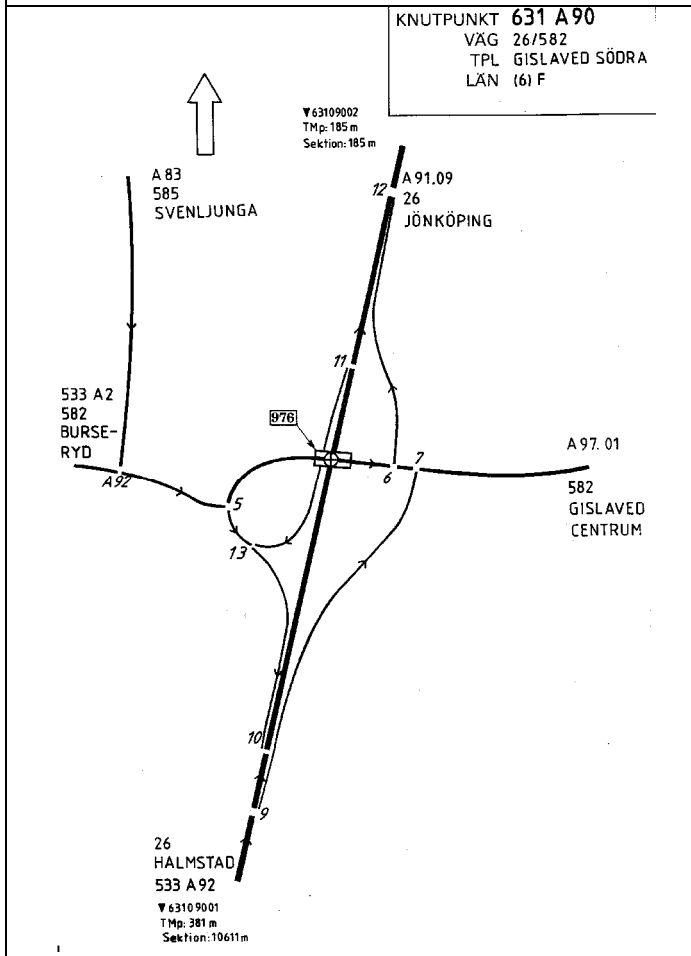 KNUTPUNKT 631 A90
VÄG 26/582
TPL GISLAVED SÖDRA
LÄN (6) F
▼63109002
TMp: 185 m
Sektion: 185 m
A 83
585
SVENLJUNGA
12
A 91.09
26
JÖNKÖPING
11
533 A2
582
BURSE-
RYD
976
A92
5
6
7
A 97. 01
582
GISLAVED
CENTRUM
13
10
9
26
HALMSTAD
533 A 92
▼63109001
TMp: 381 m
Sektion: 10611m